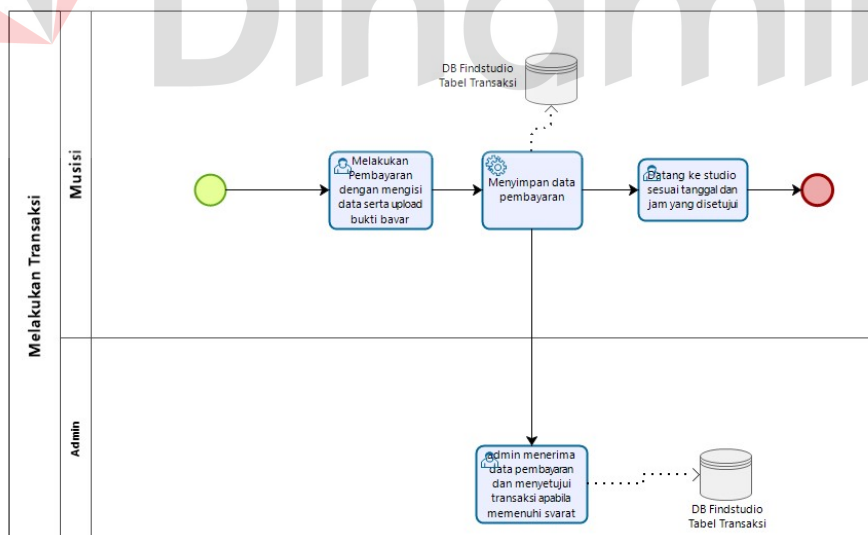 Dinamik
Melakukan Transaksi
Musisi
DB Findstudio
Tabel Transaksi
Melakukan
Pembayaran
dengan mengisi
data serta upload
bukti bayar
Menyimpan data
pembayaran
Datang ke studio
sesuai tanggal dan
jam yang disetujui
Admin
admin menerima
data pembayaran
dan menyetujui
transaksi apabila
memenuhi syarat
DB Findstudio
Tabel Transaksi